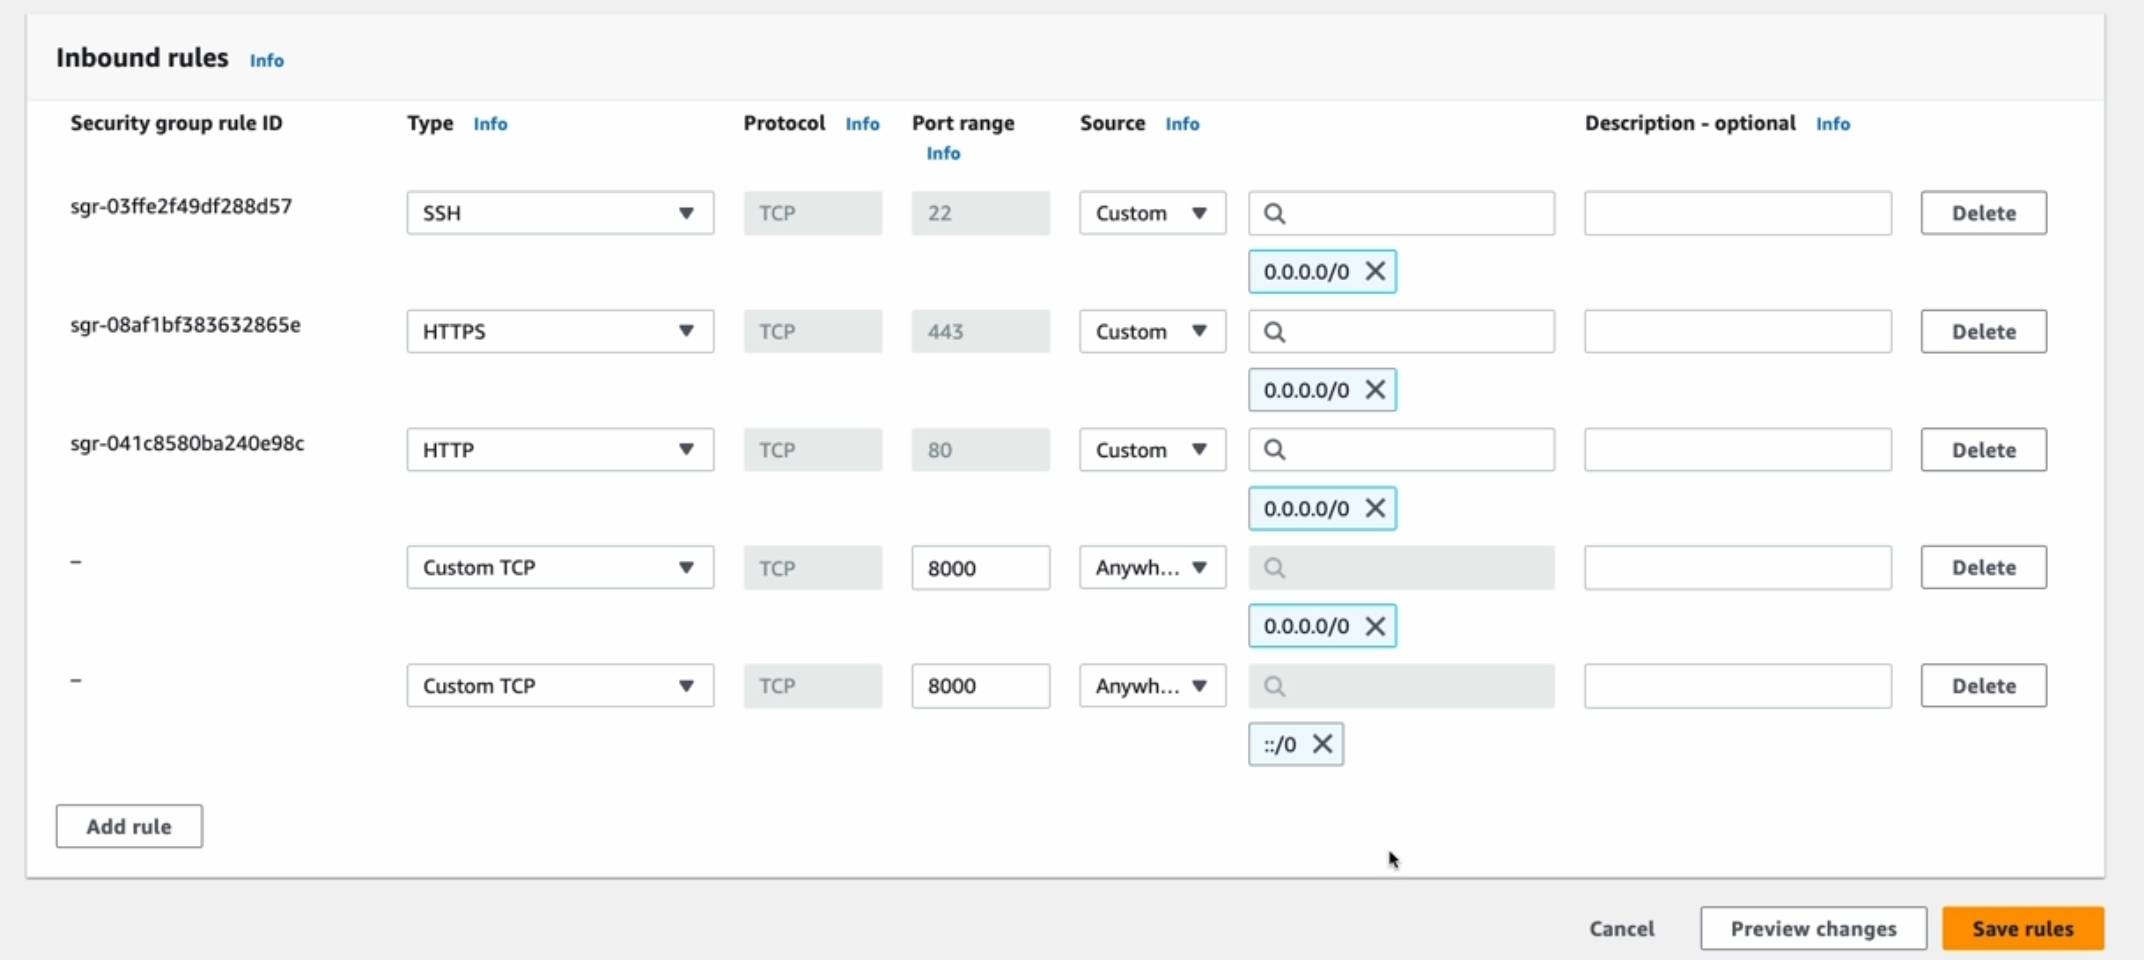 Inbound rules Info
Security group rule ID Type Info Protocol Info Port range Info Source Info Description - optional Info
sgr-03ffe2f49df288d57 SSH TCP 22 Custom Delete
0.0.0.0/0
sgr-08af1bf383632865e HTTPS TCP 443 Custom Delete
0.0.0.0/0
sgr-041c8580ba240e98c HTTP TCP 80 Custom Delete
0.0.0.0/0
– Custom TCP TCP 8000 Anywh... Delete
0.0.0.0/0
– Custom TCP TCP 8000 Anywh... Delete
::/0
Add rule
Cancel Preview changes Save rules